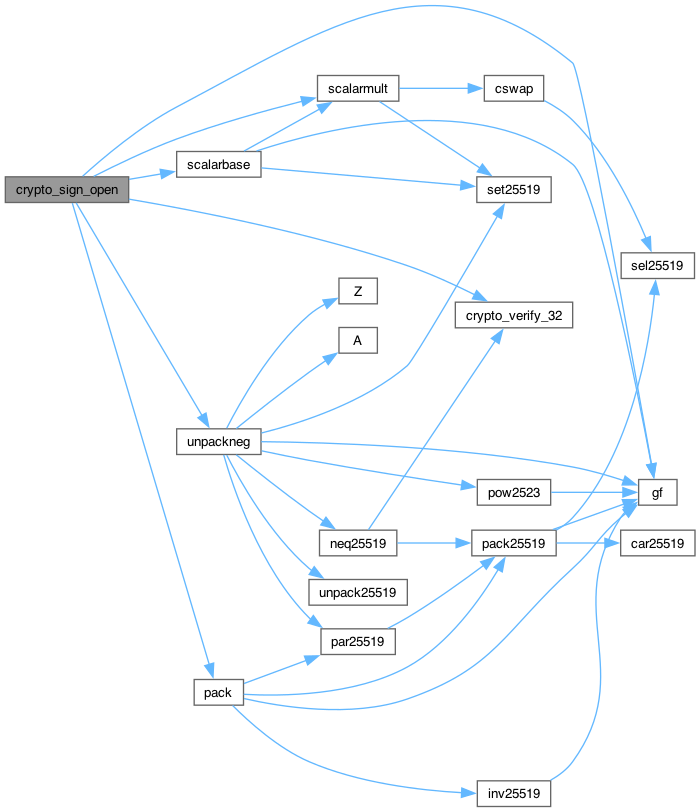 scalarmult
cswap
scalarbase
crypto_sign_open
set25519
sel25519
Z
crypto_verify_32
A
unpackneg
pow2523
gf
neq25519
pack25519
car25519
unpack25519
par25519
pack
inv25519